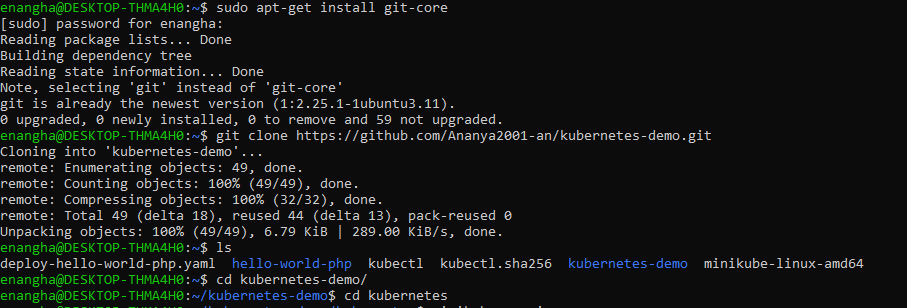 enangha@DESKTOP-THMA4H0:~$ sudo apt-get install git-core
[sudo] password for enangha:
Reading package lists... Done
Building dependency tree
Reading state information... Done
Note, selecting 'git' instead of 'git-core'
git is already the newest version (1:2.25.1-1ubuntu3.11).
0 upgraded, 0 newly installed, 0 to remove and 59 not upgraded.
enangha@DESKTOP-THMA4H0:~$ git clone https://github.com/Ananya2001-an/kubernetes-demo.git
Cloning into 'kubernetes-demo'...
remote: Enumerating objects: 49, done.
remote: Counting objects: 100% (49/49), done.
remote: Compressing objects: 100% (32/32), done.
remote: Total 49 (delta 18), reused 44 (delta 13), pack-reused 0
Unpacking objects: 100% (49/49), 6.79 KiB | 289.00 KiB/s, done.
enangha@DESKTOP-THMA4H0:~$ ls
deploy-hello-world-php.yaml hello-world-php kubectl kubectl.sha256 kubernetes-demo minikube-linux-amd64
enangha@DESKTOP-THMA4H0:~$ cd kubernetes-demo/
enangha@DESKTOP-THMA4H0:~/kubernetes-demo$ cd kubernetes